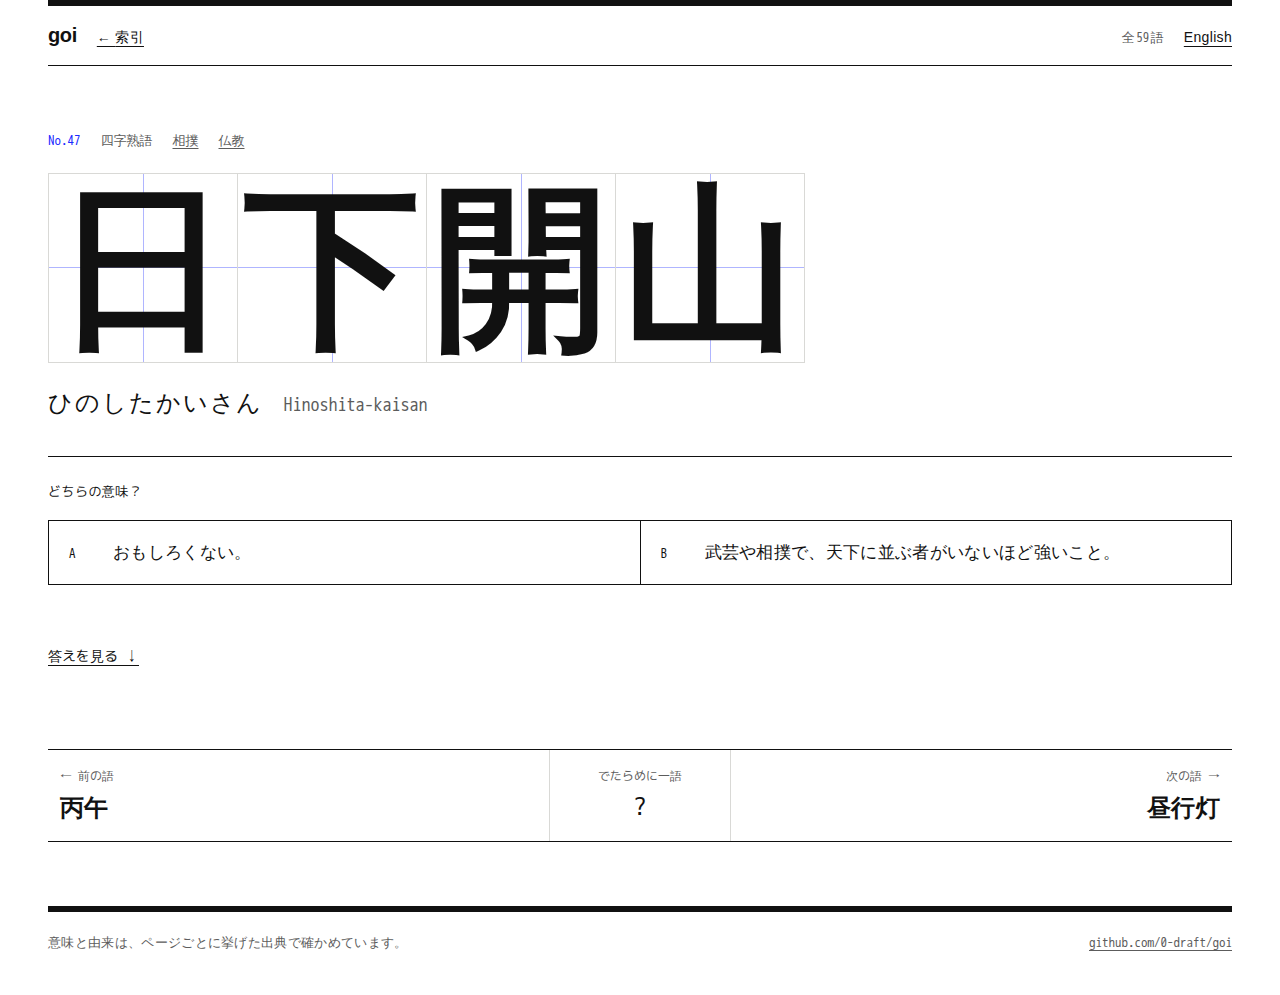 goi ← 索引 全59語 English
No.47 四字熟語 相撲 仏教
日下開山
ひのしたかいさん Hinoshita-kaisan
どちらの意味？
A おもしろくない。 B 武芸や相撲で、天下に並ぶ者がいないほど強いこと。
答えを見る ↓
← 前の語 でたらめに一語 次の語 →
丙午 ? 昼行灯
意味と由来は、ページごとに挙げた出典で確かめています。 github.com/0-draft/goi